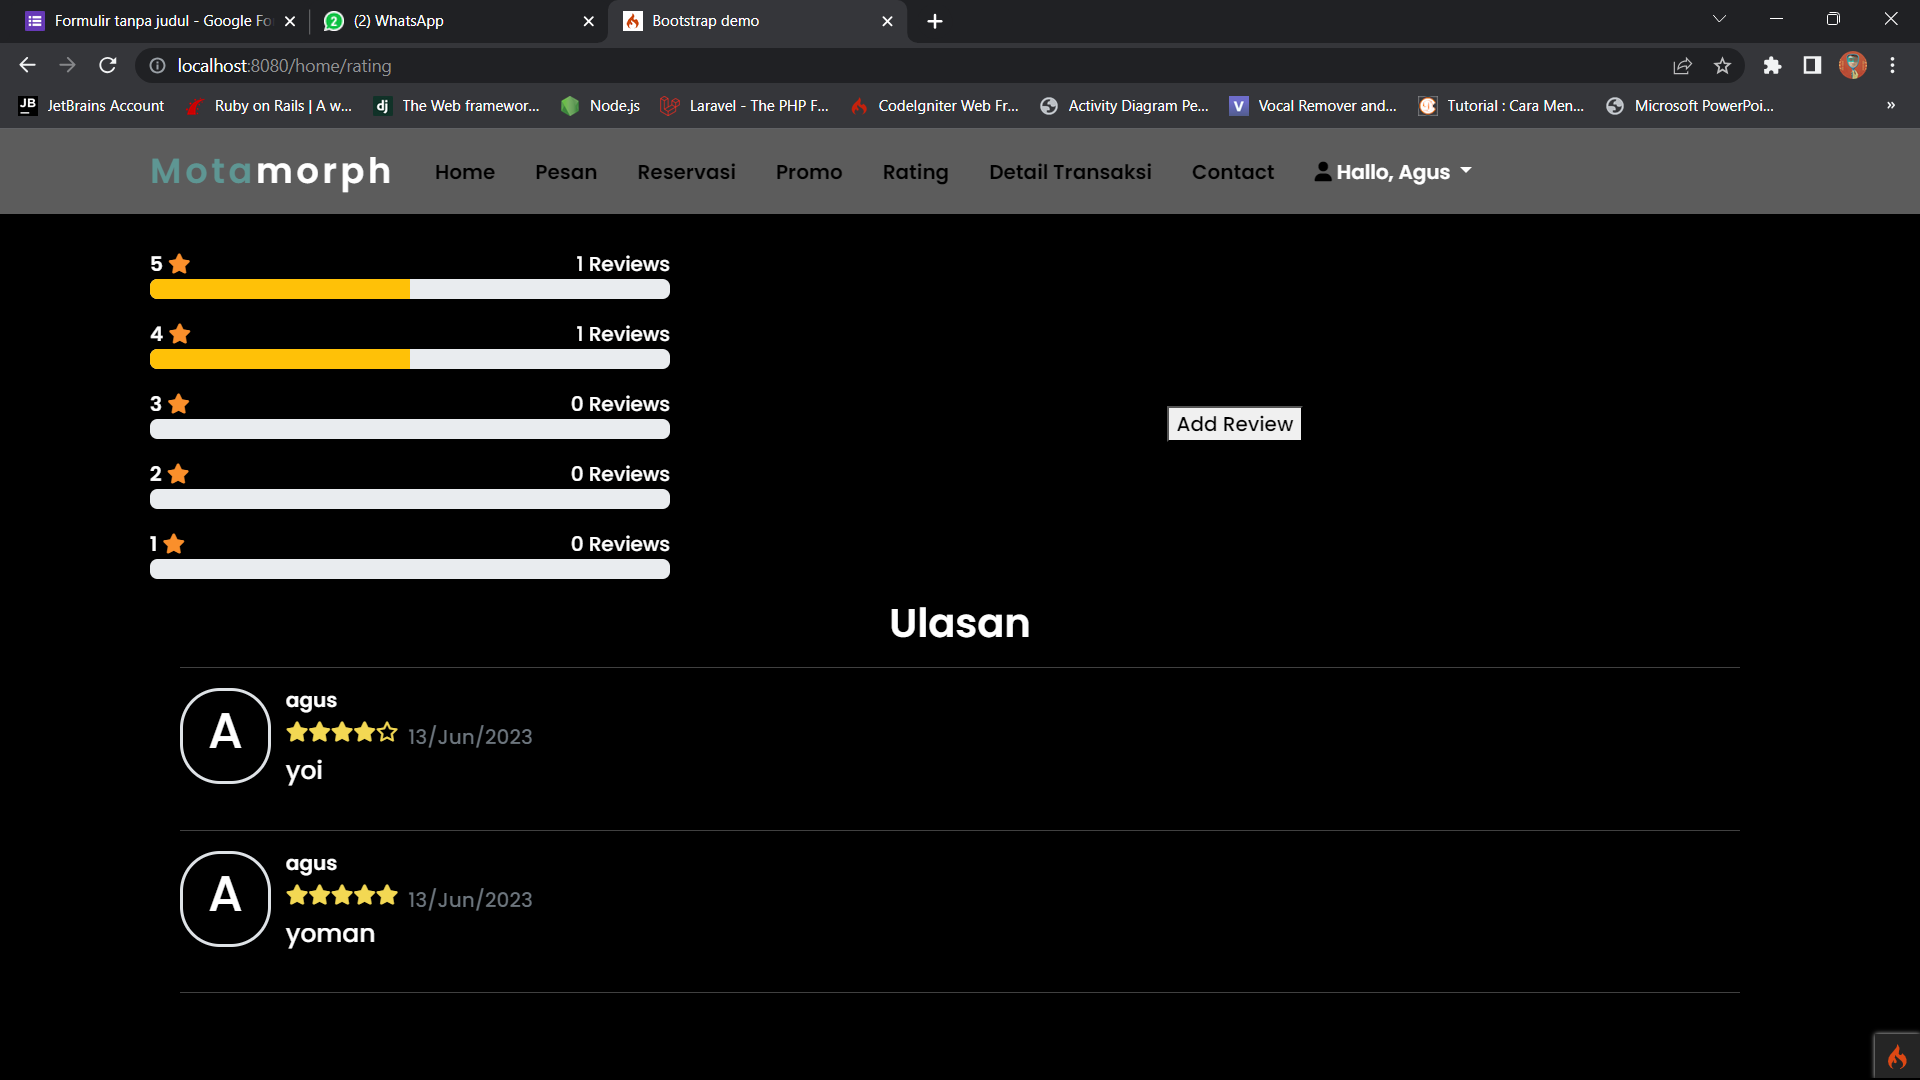 Formulir tanpa judul - Google Fo
(2) WhatsApp
Bootstrap demo
localhost:8080/home/rating
JB JetBrains Account
Ruby on Rails | A w...
dj The Web framewor...
Node.js
Laravel - The PHP F...
CodeIgniter Web Fr...
Activity Diagram Pe...
V Vocal Remover and...
Tutorial : Cara Men...
Microsoft PowerPoi...
»
Motamorph
Home
Pesan
Reservasi
Promo
Rating
Detail Transaksi
Contact
Hallo, Agus
5 1 Reviews
4 1 Reviews
3 0 Reviews
2 0 Reviews
1 0 Reviews
Add Review
Ulasan
A
agus
13/Jun/2023
yoi
A
agus
13/Jun/2023
yoman